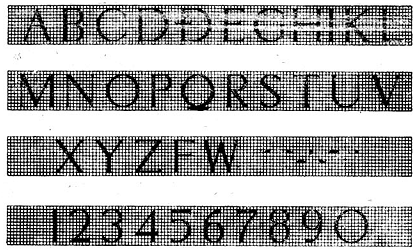 ABCDDEGHIKL
MNOPQRSTUV
XYZFW
1234567890